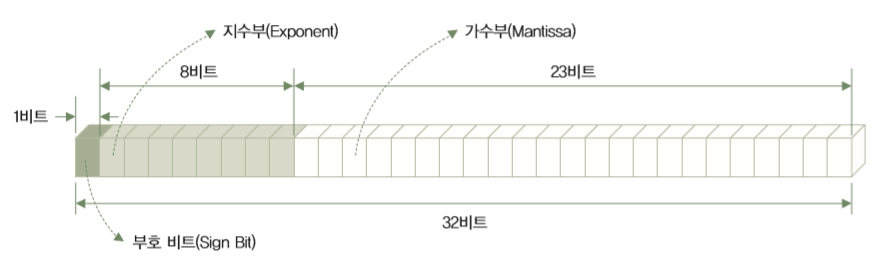 지수부(Exponent)
가수부(Mantissa)
8비트
23비트
1비트
32비트
부호 비트(Sign Bit)